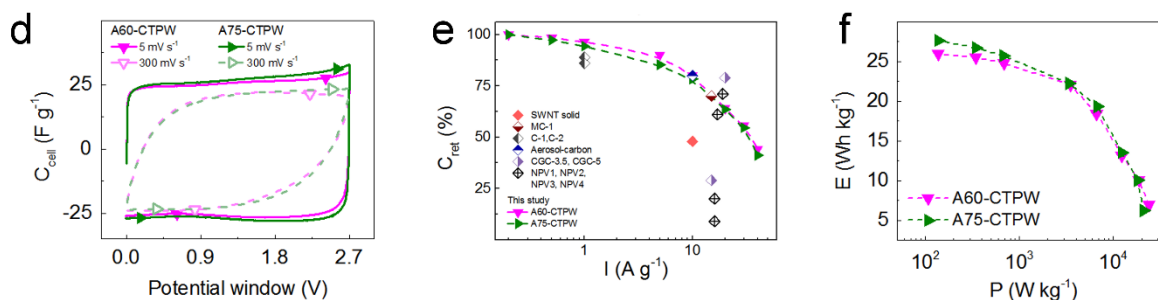 d
A60-CTPW A75-CTPW
5 mV s⁻¹ 5 mV s⁻¹
300 mV s⁻¹ 300 mV s⁻¹
25
0
-25
C_cell (F g⁻¹)
0.0 0.9 1.8 2.7
Potential window (V)
e
100
75
50
25
C_ret (%)
SWNT solid
MC-1
C-1,C-2
Aerosol-carbon
CGC-3.5, CGC-5
NPV1, NPV2,
NPV3, NPV4
This study
A60-CTPW
A75-CTPW
1 10
I (A g⁻¹)
f
25
20
15
10
5
E (Wh kg⁻¹)
A60-CTPW
A75-CTPW
10² 10³ 10⁴
P (W kg⁻¹)